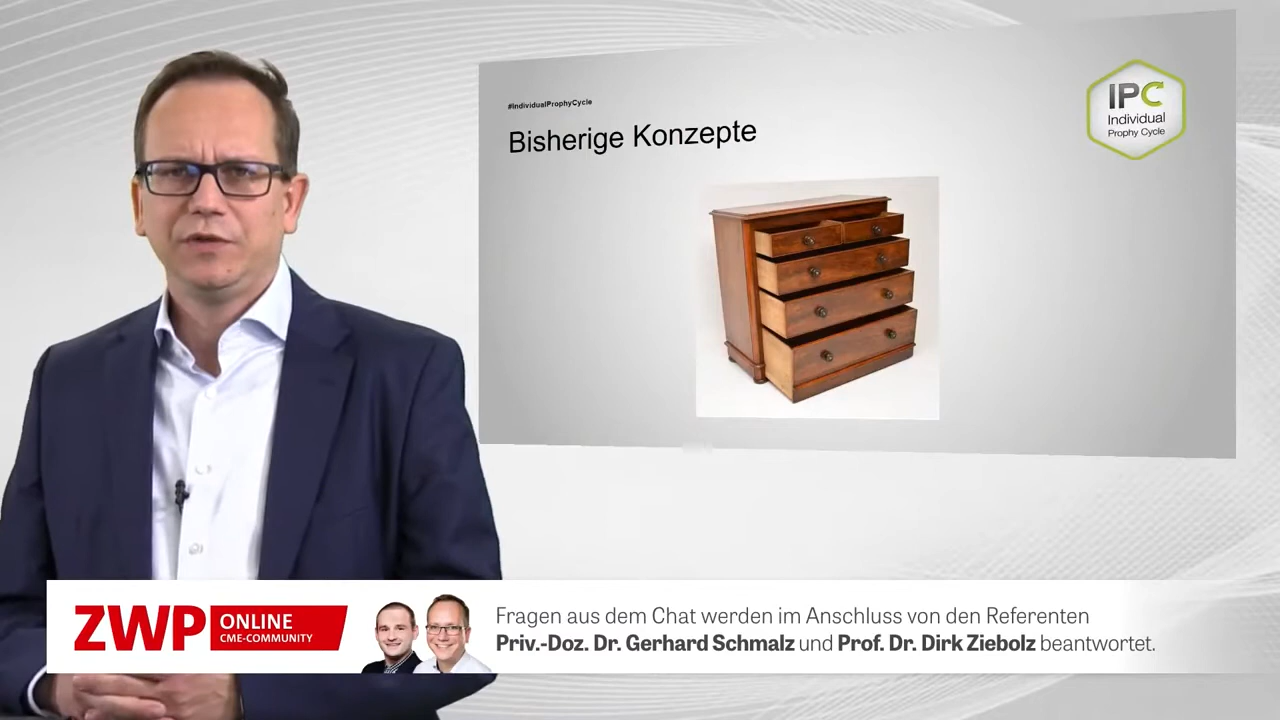 #IndividualProphyCycle
Bisherige Konzepte
IPC
Individual
Prophy Cycle
ZWP ONLINE
CME-COMMUNITY
Fragen aus dem Chat werden im Anschluss von den Referenten
Priv.-Doz. Dr. Gerhard Schmalz und Prof. Dr. Dirk Ziebolz beantwortet.